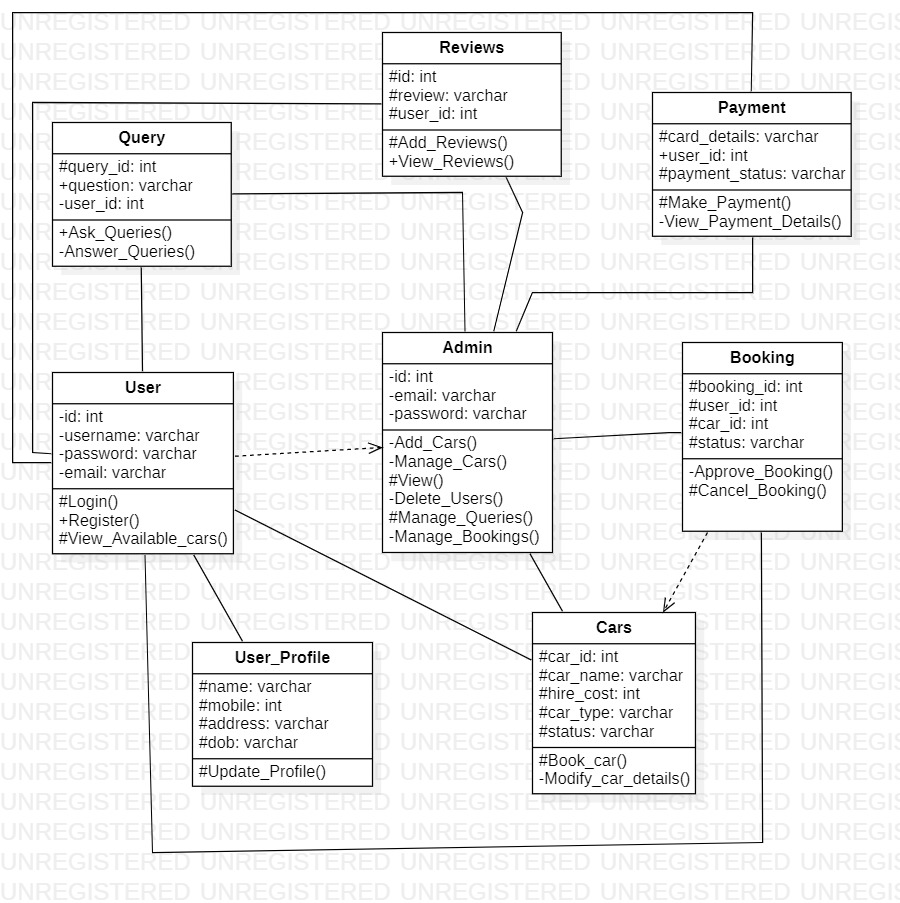 Reviews
#id: int
#review: varchar
#user_id: int
#Add_Reviews()
+View_Reviews()
Payment
#card_details: varchar
+user_id: int
#payment_status: varchar
#Make_Payment()
-View_Payment_Details()
Query
#query_id: int
+question: varchar
-user_id: int
+Ask_Queries()
-Answer_Queries()
Admin
-id: int
-email: varchar
-password: varchar
-Add_Cars()
-Manage_Cars()
#View()
-Delete_Users()
#Manage_Queries()
-Manage_Bookings()
Booking
#booking_id: int
#user_id: int
#car_id: int
#status: varchar
-Approve_Booking()
#Cancel_Booking()
User
-id: int
-username: varchar
-password: varchar
-email: varchar
#Login()
+Register()
#View_Available_cars()
User_Profile
#name: varchar
#mobile: int
#address: varchar
#dob: varchar
#Update_Profile()
Cars
#car_id: int
#car_name: varchar
#hire_cost: int
#car_type: varchar
#status: varchar
#Book_car()
-Modify_car_details()
UNREGISTERED